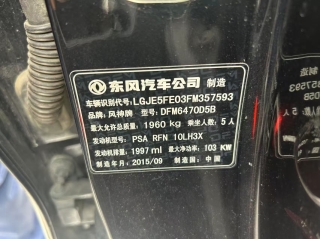 东风汽车公司 制造
车辆识别代号: LGJE5FE03FM357593
品牌: 风神牌 型号: DFM6470D5B
最大允许总质量: 1960 kg 乘坐人数: 5 人
发动机型号: PSA RFN 10LH3X
发动机排量: 1997 ml 最大净功率: 103 KW
制造年月: 2015/09 制造国: 中国